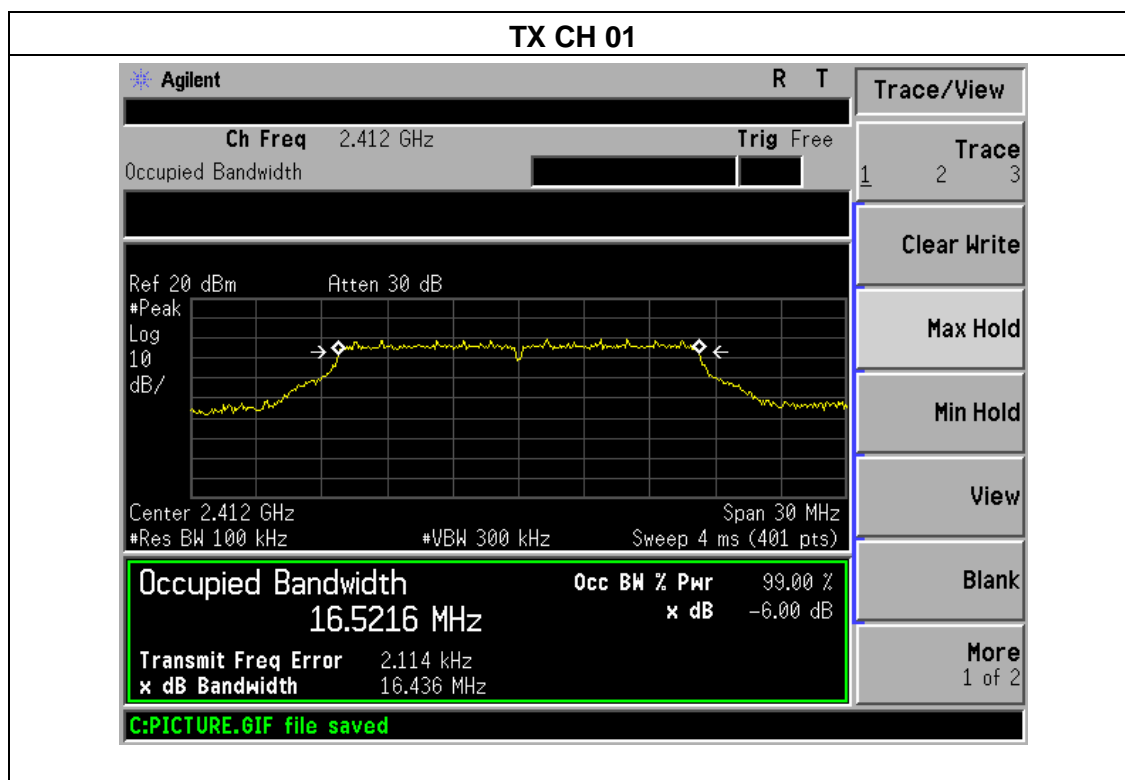 TX CH 01
Agilent R T
Trace/View
Ch Freq 2.412 GHz Trig Free
Occupied Bandwidth
Trace
1 2 3
Clear Write
Max Hold
Min Hold
View
Blank
More
1 of 2
Ref 20 dBm Atten 30 dB
#Peak
Log
10
dB/
Center 2.412 GHz Span 30 MHz
#Res BW 100 kHz #VBW 300 kHz Sweep 4 ms (401 pts)
Occupied Bandwidth Occ BW % Pwr 99.00 %
16.5216 MHz x dB -6.00 dB
Transmit Freq Error 2.114 kHz
x dB Bandwidth 16.436 MHz
C:PICTURE.GIF file saved